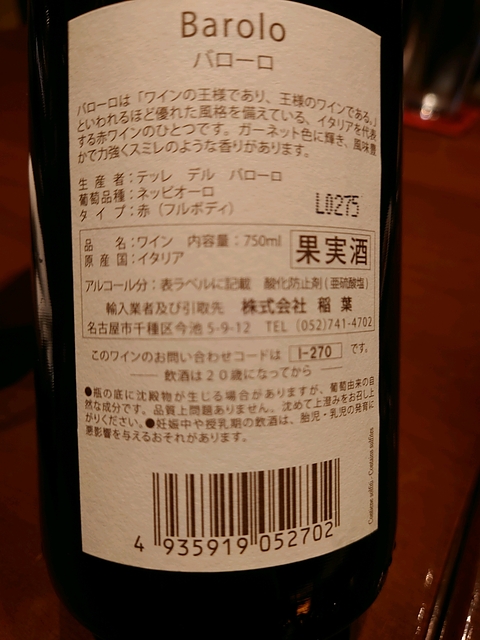 Barolo
バローロ
バローロは「ワインの王様であり、王様のワインである。」
といわれるほど優れた風格を備えている、イタリアを代表
する赤ワインのひとつです。ガーネット色に輝き、風味豊
かで力強くスミレのような香りがあります。
生産者:テッレ デル バローロ
葡萄品種:ネッビオーロ
タイプ:赤(フルボディ)
L0275
品名:ワイン 内容量:750ml
原産国:イタリア
果実酒
アルコール分:表ラベルに記載 酸化防止剤(亜硫酸塩)
輸入業者及び引取先 株式会社 稲葉
名古屋市千種区今池5-9-12 TEL (052)741-4702
このワインのお問い合わせコードは I-270 です。
飲酒は20歳になってから
●瓶の底に沈殿物が生じる場合がありますが、葡萄由来の自
然な成分です。品質上問題ありません。沈めて上澄みをお召し上
がりください。●妊娠中や授乳期の飲酒は、胎児・乳児の発育に
悪影響を与えるおそれがあります。
Contiene solfiti - Contains sulfites
4 935919 052702